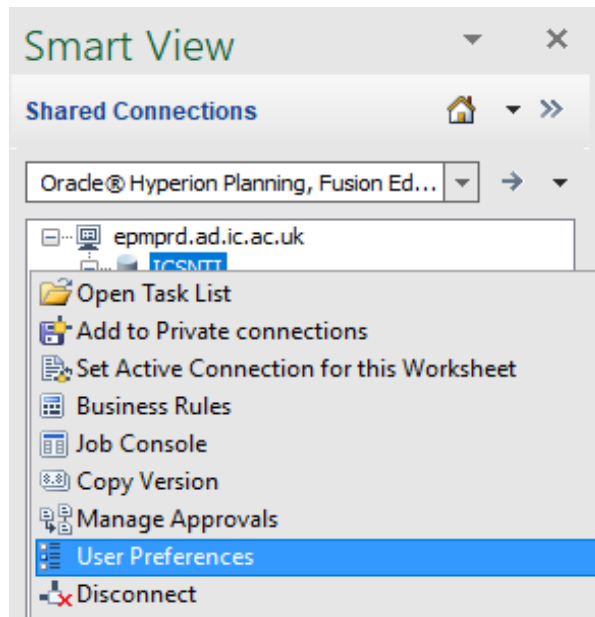 Smart View
Shared Connections
Oracle® Hyperion Planning, Fusion Ed...
epmprd.ad.ic.ac.uk
Open Task List
Add to Private connections
Set Active Connection for this Worksheet
Business Rules
Job Console
Copy Version
Manage Approvals
User Preferences
Disconnect